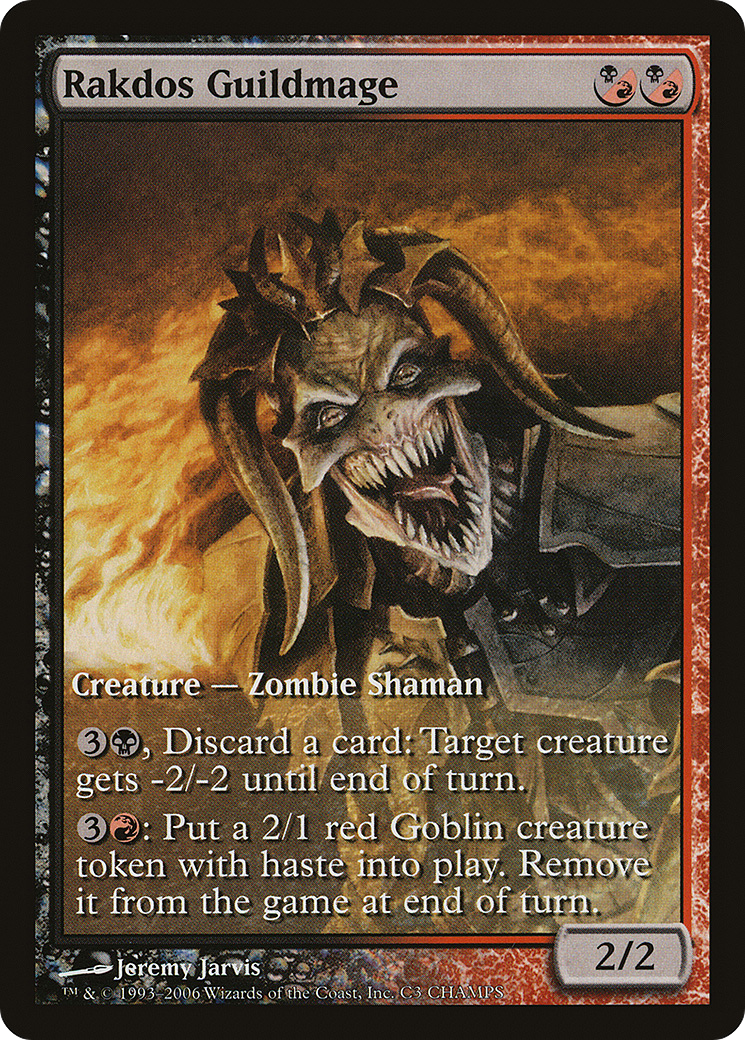 Rakdos Guildmage
Creature — Zombie Shaman
3, Discard a card: Target creature
gets -2/-2 until end of turn.
3: Put a 2/1 red Goblin creature
token with haste into play. Remove
it from the game at end of turn.
2/2
Jeremy Jarvis
™ & © 1993–2006 Wizards of the Coast, Inc. C3 CHAMPS